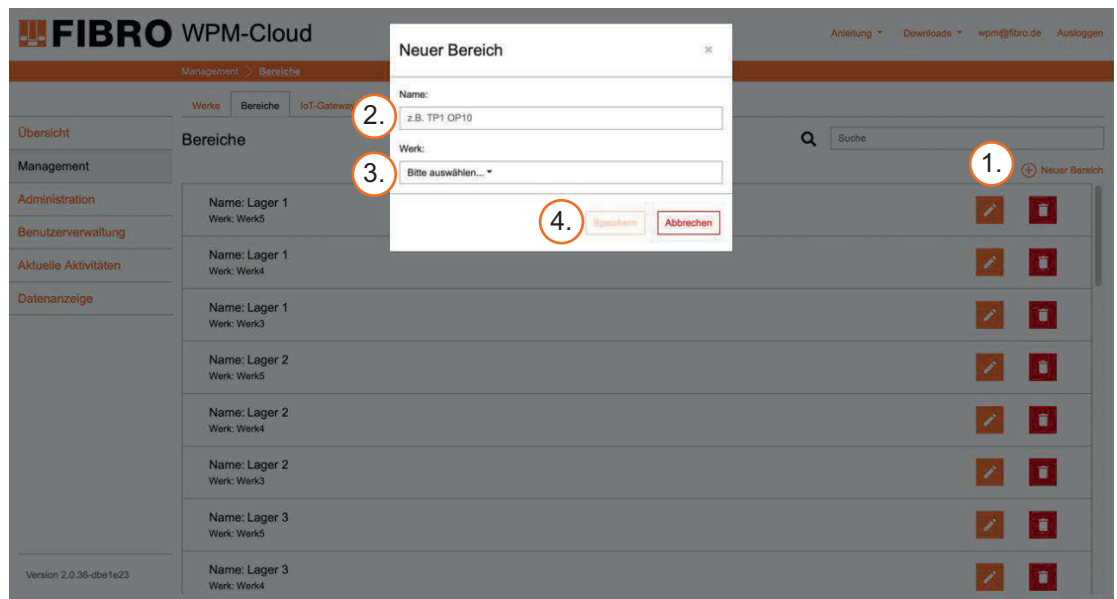 FIBRO WPM-Cloud
Anleitung Downloads wpm@fibro.de Ausloggen
Management > Bereiche
Werke Bereiche IoT-Gateway
Übersicht
Management
Administration
Benutzerverwaltung
Aktuelle Aktivitäten
Datenanzeige
Version 2.0.36-dbe1e23
Bereiche
Suche
1.
Neuer Bereich
Neuer Bereich ×
Name:
2.
z.B. TP1 OP10
Werk:
3.
Bitte auswählen...
4.
Speichern Abbrechen
Name: Lager 1
Werk: Werk5
Name: Lager 1
Werk: Werk4
Name: Lager 1
Werk: Werk3
Name: Lager 2
Werk: Werk5
Name: Lager 2
Werk: Werk4
Name: Lager 2
Werk: Werk3
Name: Lager 3
Werk: Werk5
Name: Lager 3
Werk: Werk4